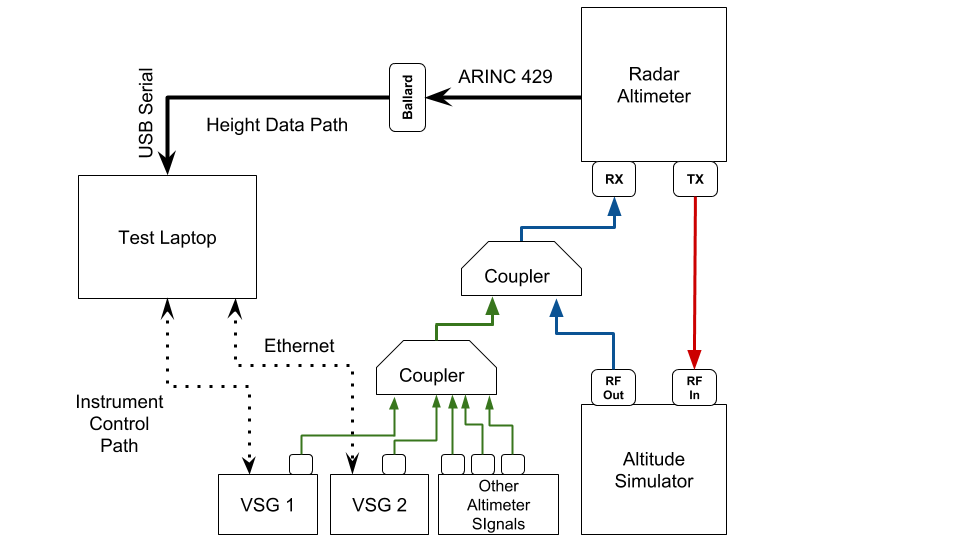 Radar
Altimeter
ARINC 429
Ballard
USB Serial
Height Data Path
RX
TX
Test Laptop
Coupler
Ethernet
Coupler
RF
Out
RF
In
Instrument
Control
Path
Altitude
Simulator
VSG 1
VSG 2
Other
Altimeter
SIgnals